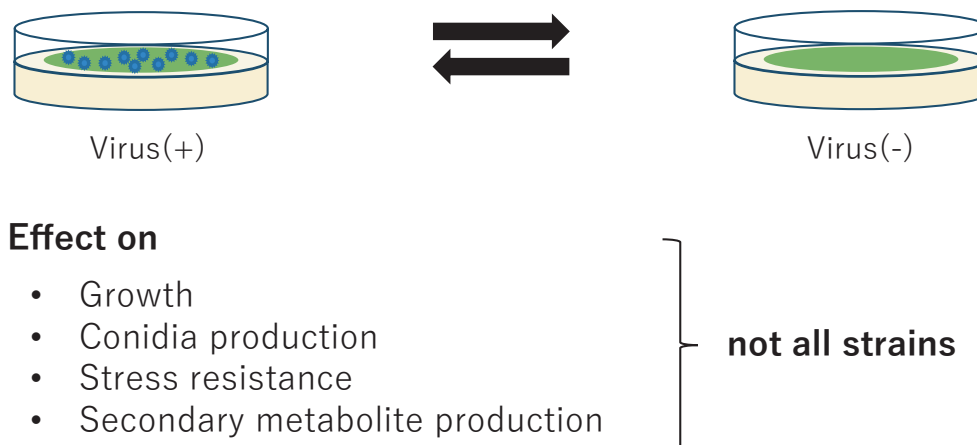 Virus(+)
Virus(-)
Effect on
• Growth
• Conidia production
• Stress resistance
• Secondary metabolite production
not all strains